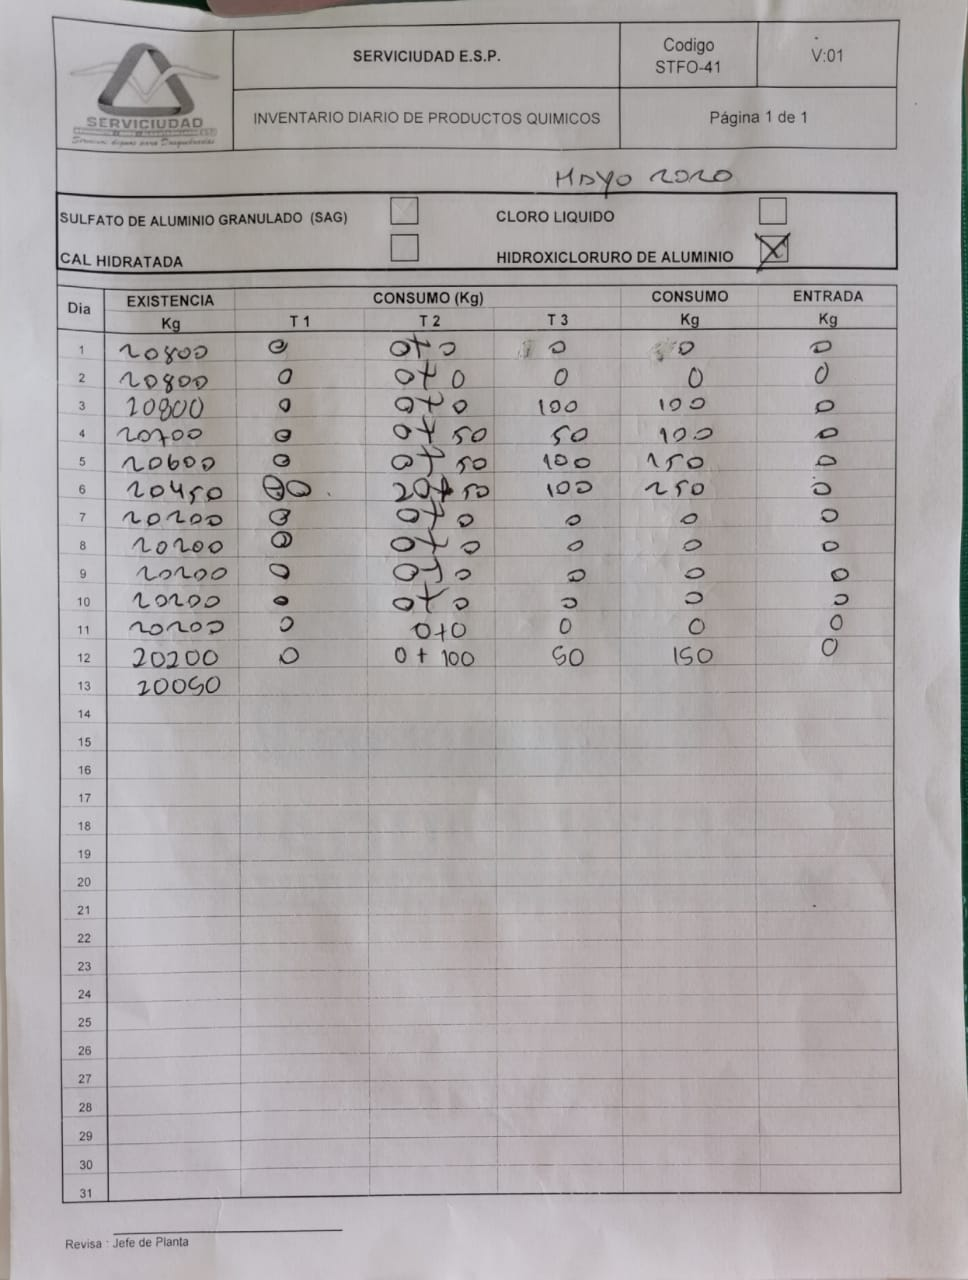 SERVICIUDAD E.S.P.
Codigo
STFO-41
V:01
SERVICIUDAD
INVENTARIO DIARIO DE PRODUCTOS QUIMICOS
Página 1 de 1
MAYO 2020
SULFATO DE ALUMINIO GRANULADO (SAG)
CLORO LIQUIDO
CAL HIDRATADA
HIDROXICLORURO DE ALUMINIO X
Dia EXISTENCIA CONSUMO (Kg) CONSUMO ENTRADA
Kg T 1 T 2 T 3 Kg Kg
1 20800 0 0+0 0 0 0
2 20800 0 0+0 0 0 0
3 20800 0 0+0 100 100 0
4 20700 0 0+50 50 100 0
5 20600 0 0+50 100 150 0
6 20450 0 +50 100 250 0
7 20200 0 0+0 0 0 0
8 20200 0 0+0 0 0 0
9 20200 0 0+0 0 0 0
10 20200 0 0+0 0 0 0
11 20200 0 0+0 0 0 0
12 20200 0 0+100 50 150 0
13 20050
14
15
16
17
18
19
20
21
22
23
24
25
26
27
28
29
30
31
Revisa : Jefe de Planta